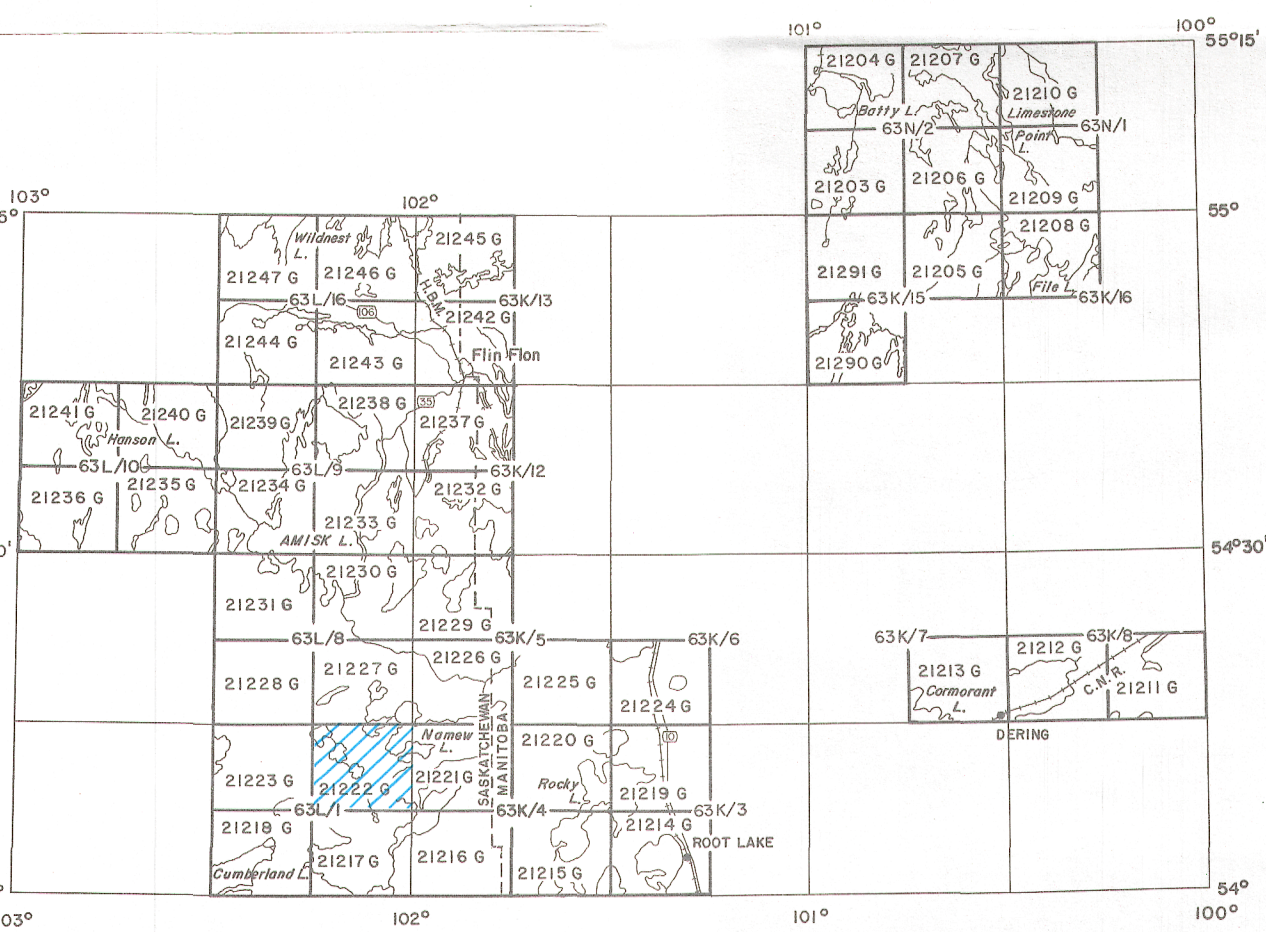 101°
100°
55°15'
21204 G
21207 G
21210 G
Batty L.
Limestone
Point
L.
63N/2
63N/1
21203 G
21206 G
21209 G
103°
102°
5°
55°
Wildnest
L.
21245 G
21208 G
21247 G
21246 G
H.B.M.
21291 G
21205 G
File L.
63L/16
63K/13
63K/15
63K/16
106
21242 G
21244 G
21243 G
Flin Flon
21290 G
21241 G
21240 G
21239 G
21238 G
35
21237 G
Hanson L.
63L/10
63L/9
63K/12
21236 G
21235 G
21234 G
21233 G
21232 G
AMISK L.
0'
54°30'
21231 G
21230 G
21229 G
63L/8
63K/5
63K/6
63K/7
63K/8
21228 G
21227 G
21226 G
21225 G
21224 G
21213 G
21212 G
21211 G
Cormorant
L.
C.N.R.
DERING
SASKATCHEWAN
MANITOBA
Namew
L.
21220 G
10
21223 G
21222 G
21221 G
Rocky
L.
21219 G
63L/1
63K/4
63K/3
21218 G
21217 G
21216 G
21215 G
21214 G
ROOT LAKE
Cumberland L.
°
54°
03°
102°
101°
100°